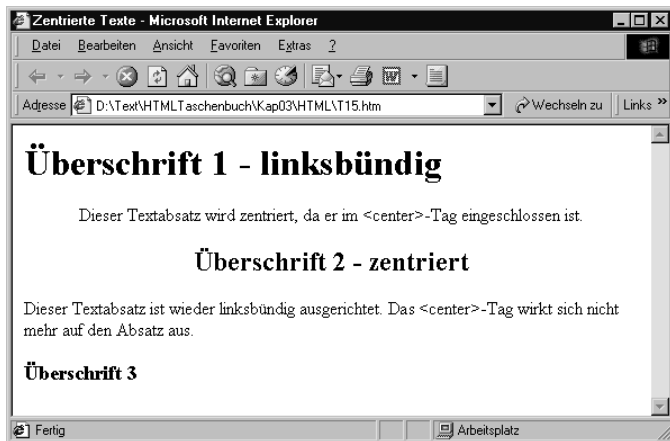 Zentrierte Texte - Microsoft Internet Explorer
Datei Bearbeiten Ansicht Favoriten Extras ?
Adresse D:\Text\HTMLTaschenbuch\Kap03\HTML\T15.htm Wechseln zu Links »
Überschrift 1 - linksbündig
Dieser Textabsatz wird zentriert, da er im <center>-Tag eingeschlossen ist.
Überschrift 2 - zentriert
Dieser Textabsatz ist wieder linksbündig ausgerichtet. Das <center>-Tag wirkt sich nicht
mehr auf den Absatz aus.
Überschrift 3
Fertig Arbeitsplatz